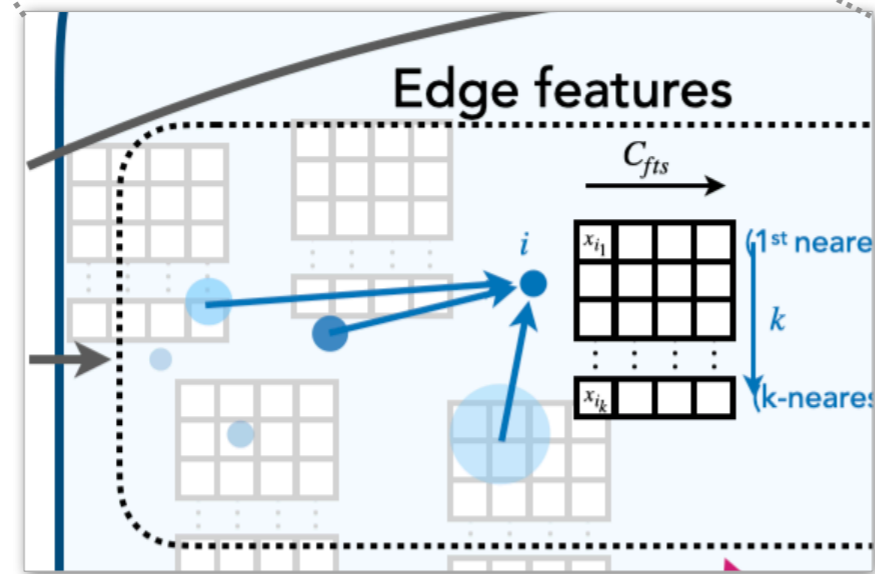 Edge features
C_fts
i
x_i₁
(1st neare
k
x_iₖ
(k-neares